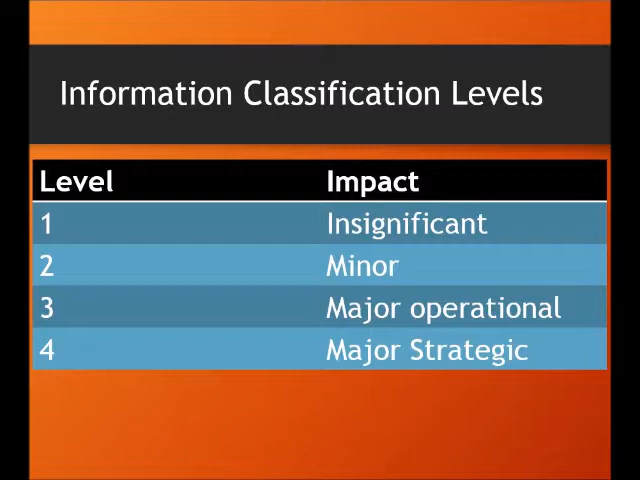 Information Classification Levels
Level Impact
1 Insignificant
2 Minor
3 Major operational
4 Major Strategic